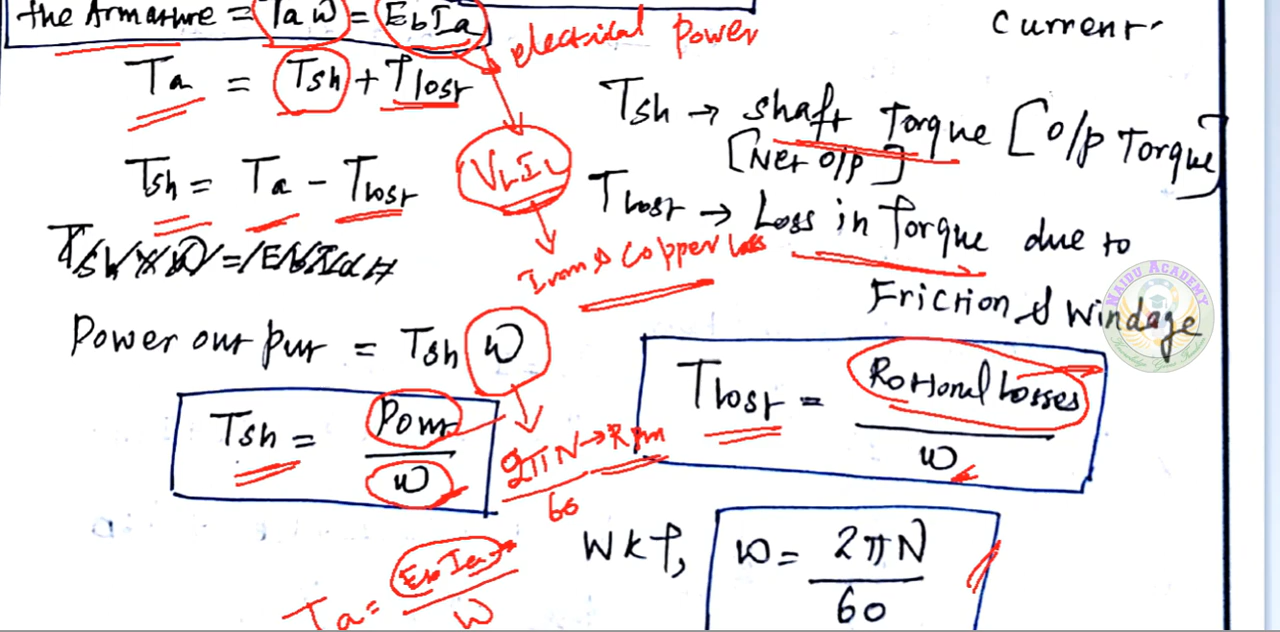 the Armature = Ta ω = EbIa
electrical power
current
Ta = Tsh + Tlost
Tsh → shaft Torque [O/p Torque]
[Net O/p]
Tsh = Ta - Tlost
VLIL
Tlost → Loss in Torque due to
Friction & windage
Iron & copper loss
NAIDU ACADEMY
Power output = Tsh ω
Tsh = Pout / ω
2πN → Rpm
60
Tlost = Rotional Losses / ω
WKT, ω = 2πN / 60
Ta = EbIa / ω